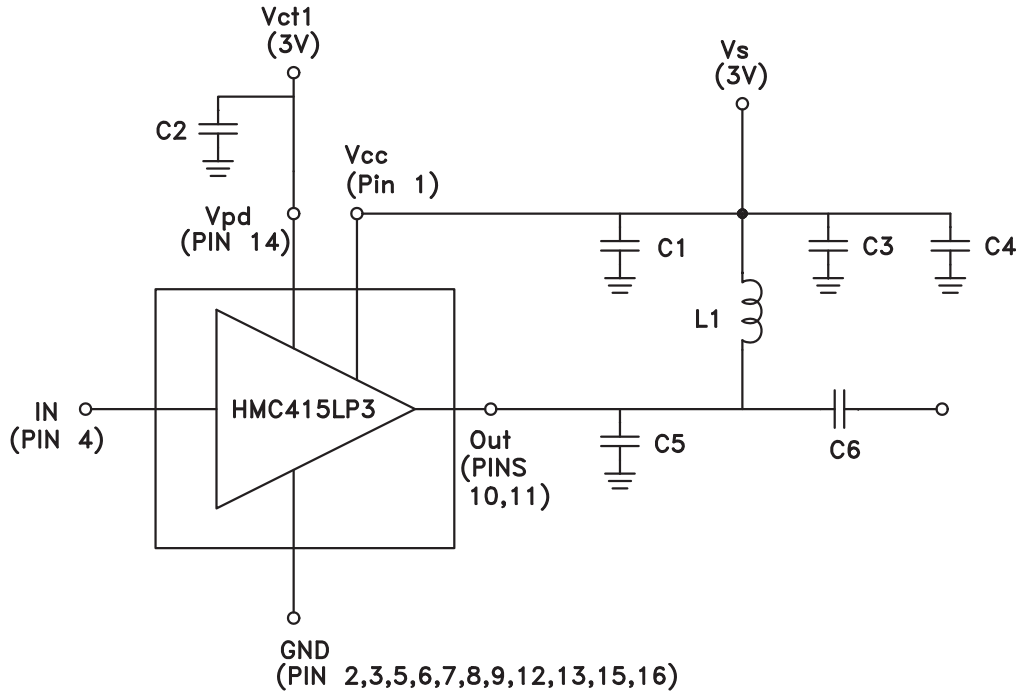 Vct1
(3V)
Vs
(3V)
C2
Vcc
(Pin 1)
Vpd
(PIN 14)
C1
C3
C4
L1
HMC415LP3
IN
(PIN 4)
Out
(PINS
10,11)
C5
C6
GND
(PIN 2,3,5,6,7,8,9,12,13,15,16)